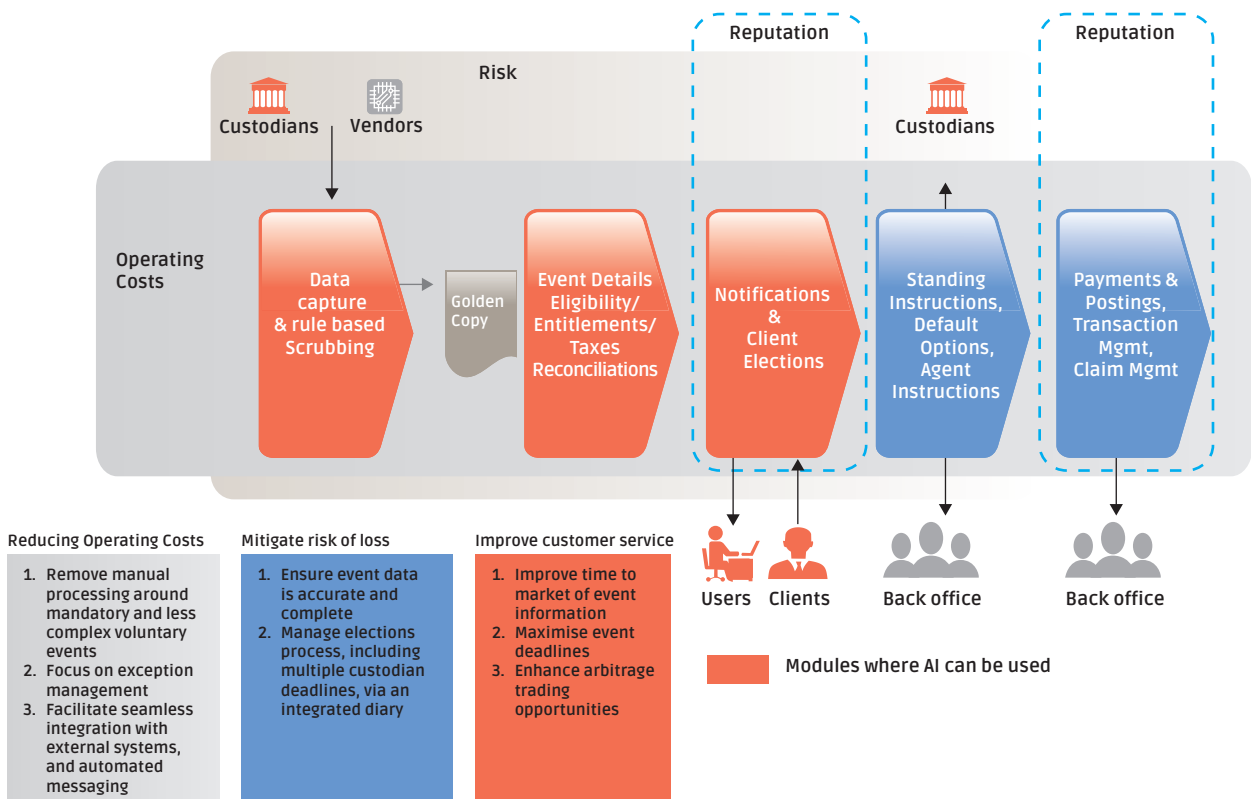 Reputation
Reputation
Risk
Custodians
Vendors
Custodians
Operating
Costs
Data
capture
& rule based
Scrubbing
Golden
Copy
Event Details
Eligibility/
Entitlements/
Taxes
Reconciliations
Notifications
&
Client
Elections
Standing
Instructions,
Default
Options,
Agent
Instructions
Payments &
Postings,
Transaction
Mgmt,
Claim Mgmt
Users
Clients
Back office
Back office
Modules where AI can be used
Reducing Operating Costs
1. Remove manual
processing around
mandatory and less
complex voluntary
events
2. Focus on exception
management
3. Facilitate seamless
integration with
external systems,
and automated
messaging
Mitigate risk of loss
1. Ensure event data
is accurate and
complete
2. Manage elections
process, including
multiple custodian
deadlines, via an
integrated diary
Improve customer service
1. Improve time to
market of event
information
2. Maximise event
deadlines
3. Enhance arbitrage
trading
opportunities